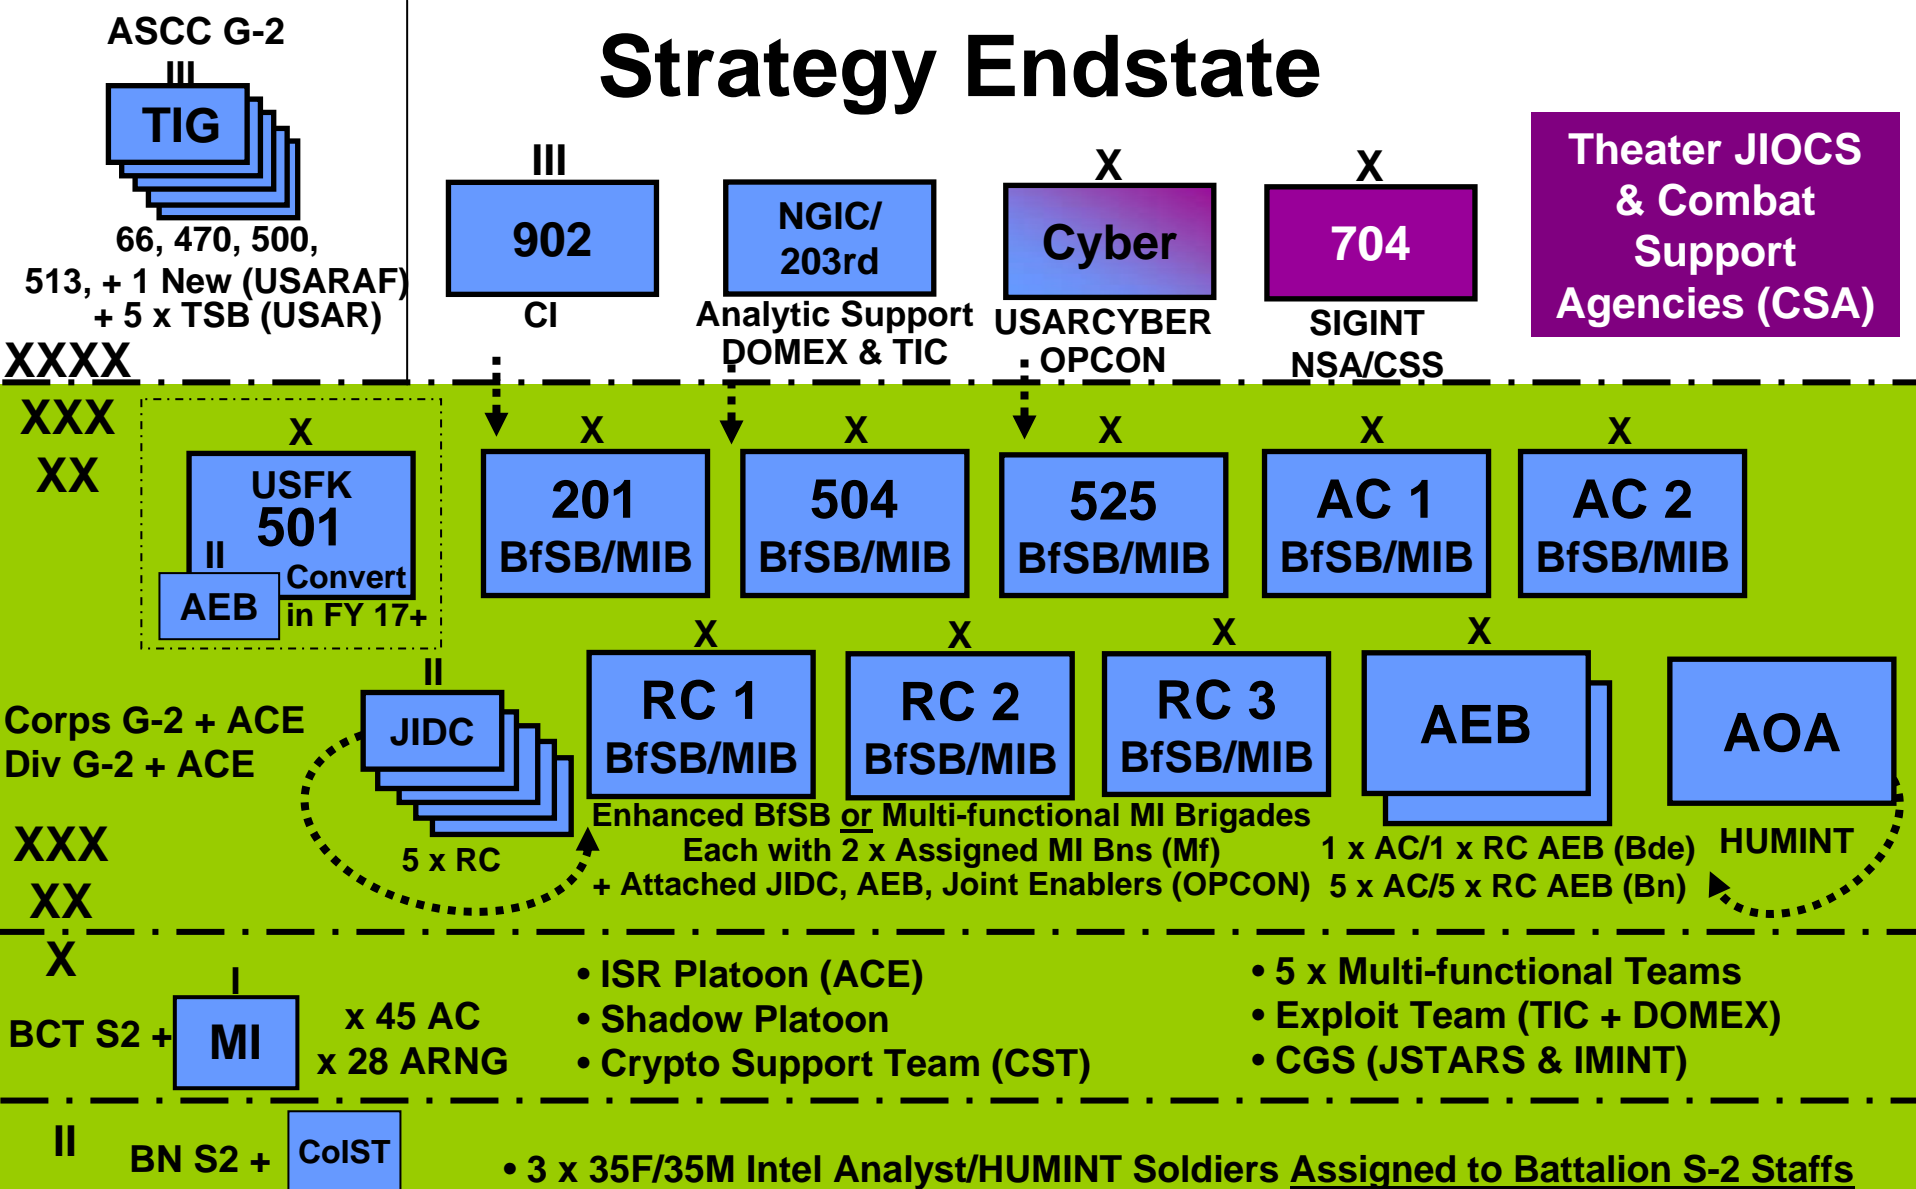 ASCC G-2
III
TIG
66, 470, 500,
513, + 1 New (USARAF)
+ 5 x TSB (USAR)
Strategy Endstate
III
902
CI
NGIC/
203rd
Analytic Support
DOMEX & TIC
X
Cyber
USARCYBER
OPCON
X
704
SIGINT
NSA/CSS
Theater JIOCS
& Combat
Support
Agencies (CSA)
XXXX
XXX
XX
X
USFK
501
II
AEB
Convert
in FY 17+
X
201
BfSB/MIB
X
504
BfSB/MIB
X
525
BfSB/MIB
X
AC 1
BfSB/MIB
X
AC 2
BfSB/MIB
Corps G-2 + ACE
Div G-2 + ACE
II
JIDC
5 x RC
X
RC 1
BfSB/MIB
X
RC 2
BfSB/MIB
X
RC 3
BfSB/MIB
Enhanced BfSB or Multi-functional MI Brigades
Each with 2 x Assigned MI Bns (Mf)
+ Attached JIDC, AEB, Joint Enablers (OPCON)
X
AEB
1 x AC/1 x RC AEB (Bde)
5 x AC/5 x RC AEB (Bn)
AOA
HUMINT
XXX
XX
X
BCT S2 +
I
MI
x 45 AC
x 28 ARNG
• ISR Platoon (ACE)
• Shadow Platoon
• Crypto Support Team (CST)
• 5 x Multi-functional Teams
• Exploit Team (TIC + DOMEX)
• CGS (JSTARS & IMINT)
II
BN S2 +
CoIST
• 3 x 35F/35M Intel Analyst/HUMINT Soldiers Assigned to Battalion S-2 Staffs